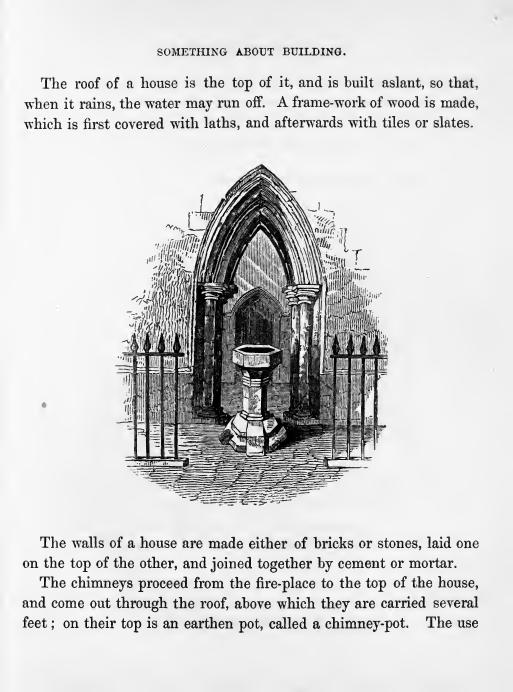 SOMETHING ABOUT BUILDING.
The roof of a house is the top of it, and is built aslant, so that,
when it rains, the water may run off. A frame-work of wood is made,
which is first covered with laths, and afterwards with tiles or slates.
The walls of a house are made either of bricks or stones, laid one
on the top of the other, and joined together by cement or mortar.
The chimneys proceed from the fire-place to the top of the house,
and come out through the roof, above which they are carried several
feet; on their top is an earthen pot, called a chimney-pot. The use